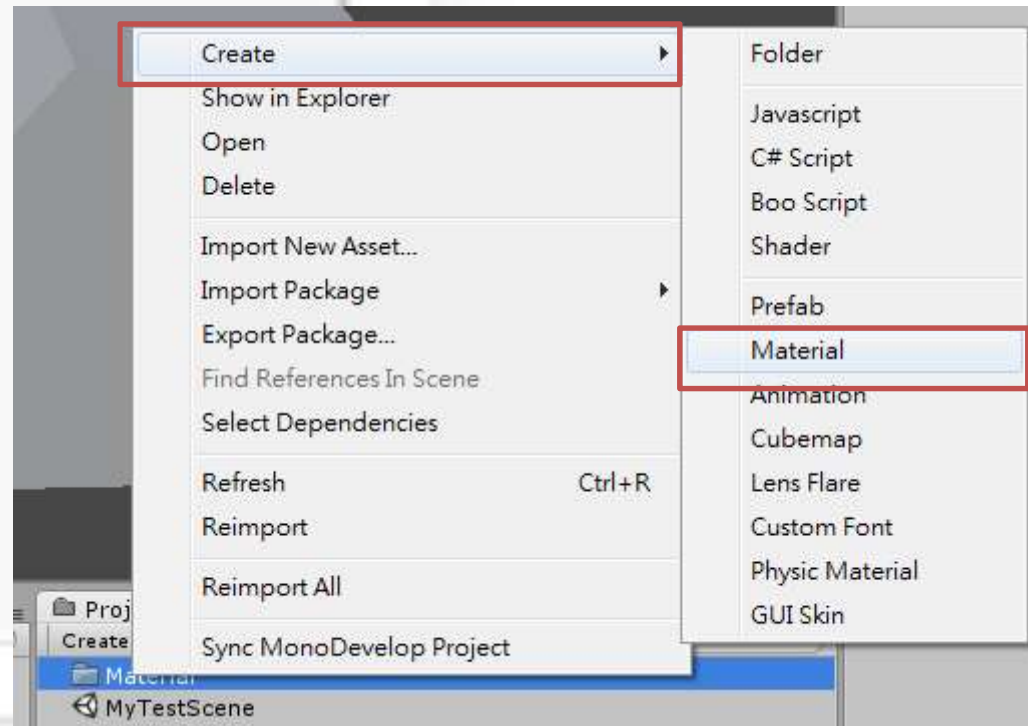 Create
Show in Explorer
Open
Delete
Import New Asset...
Import Package
Export Package...
Find References In Scene
Select Dependencies
Refresh Ctrl+R
Reimport
Reimport All
Sync MonoDevelop Project
Folder
Javascript
C# Script
Boo Script
Shader
Prefab
Material
Animation
Cubemap
Lens Flare
Custom Font
Physic Material
GUI Skin
Proj
Create
Material
MyTestScene